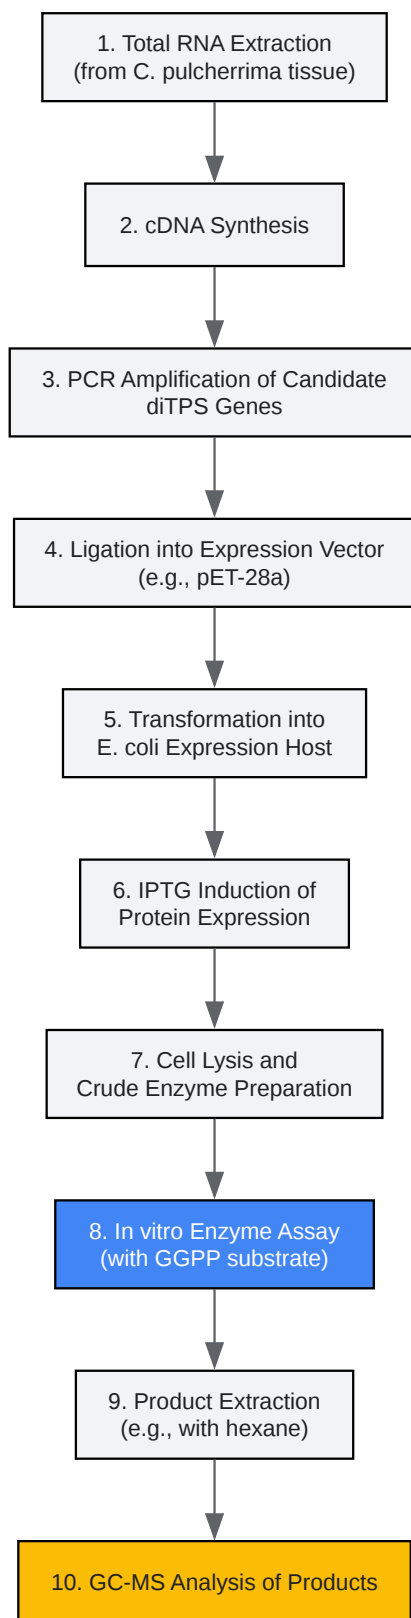 1. Total RNA Extraction
(from C. pulcherrima tissue)
2. cDNA Synthesis
3. PCR Amplification of Candidate
diTPS Genes
4. Ligation into Expression Vector
(e.g., pET-28a)
5. Transformation into
E. coli Expression Host
6. IPTG Induction of
Protein Expression
7. Cell Lysis and
Crude Enzyme Preparation
8. In vitro Enzyme Assay
(with GGPP substrate)
9. Product Extraction
(e.g., with hexane)
10. GC-MS Analysis of Products